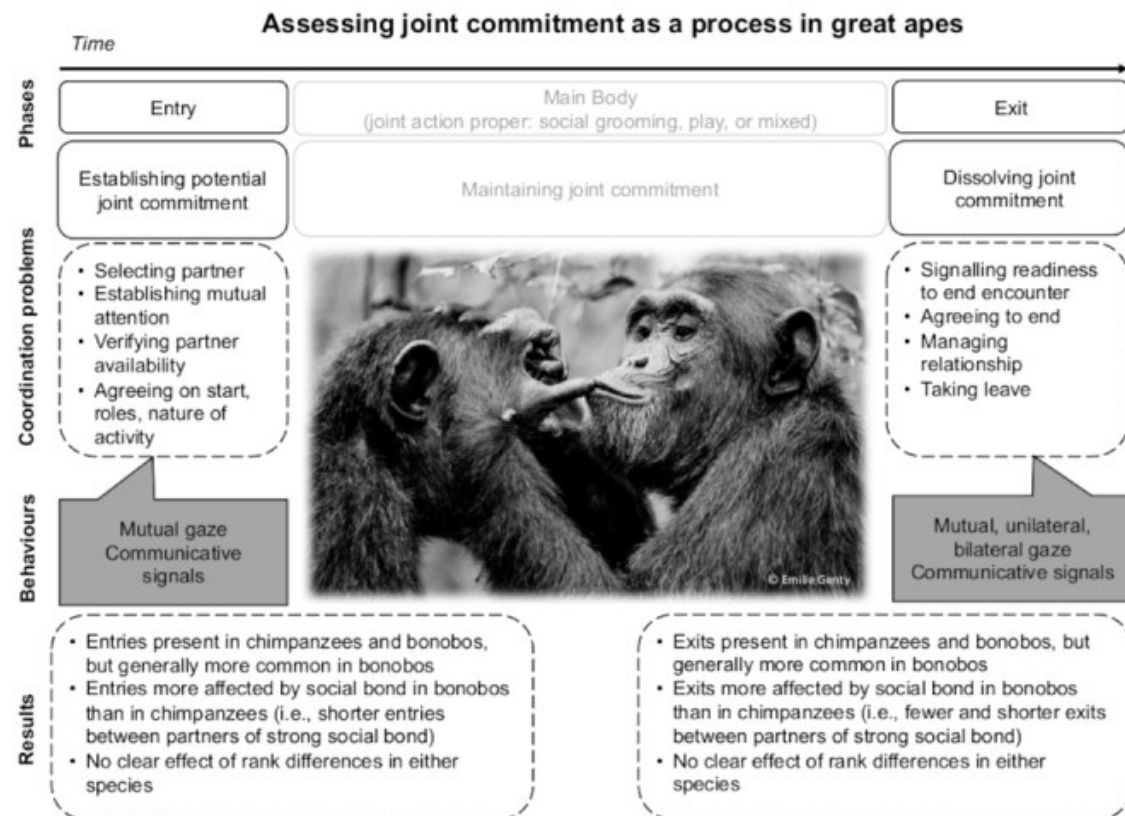 Assessing joint commitment as a process in great apes
Time
Phases
Entry
Main Body
(joint action proper: social grooming, play, or mixed)
Exit
Establishing potential
joint commitment
Maintaining joint commitment
Dissolving joint
commitment
Coordination problems
• Selecting partner
• Establishing mutual
attention
• Verifying partner
availability
• Agreeing on start,
roles, nature of
activity
• Signalling readiness
to end encounter
• Agreeing to end
• Managing
relationship
• Taking leave
Behaviours
Mutual gaze
Communicative
signals
© Emilie Genty
Mutual, unilateral,
bilateral gaze
Communicative signals
Results
• Entries present in chimpanzees and bonobos,
but generally more common in bonobos
• Entries more affected by social bond in bonobos
than in chimpanzees (i.e., shorter entries
between partners of strong social bond)
• No clear effect of rank differences in either
species
• Exits present in chimpanzees and bonobos, but
generally more common in bonobos
• Exits more affected by social bond in bonobos
than in chimpanzees (i.e., fewer and shorter exits
between partners of strong social bond)
• No clear effect of rank differences in either
species